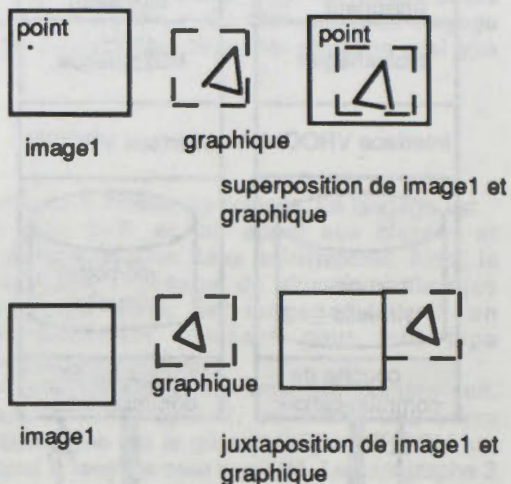 point
point
image1
graphique
superposition de image1 et
graphique
image1
graphique
juxtaposition de image1 et
graphique